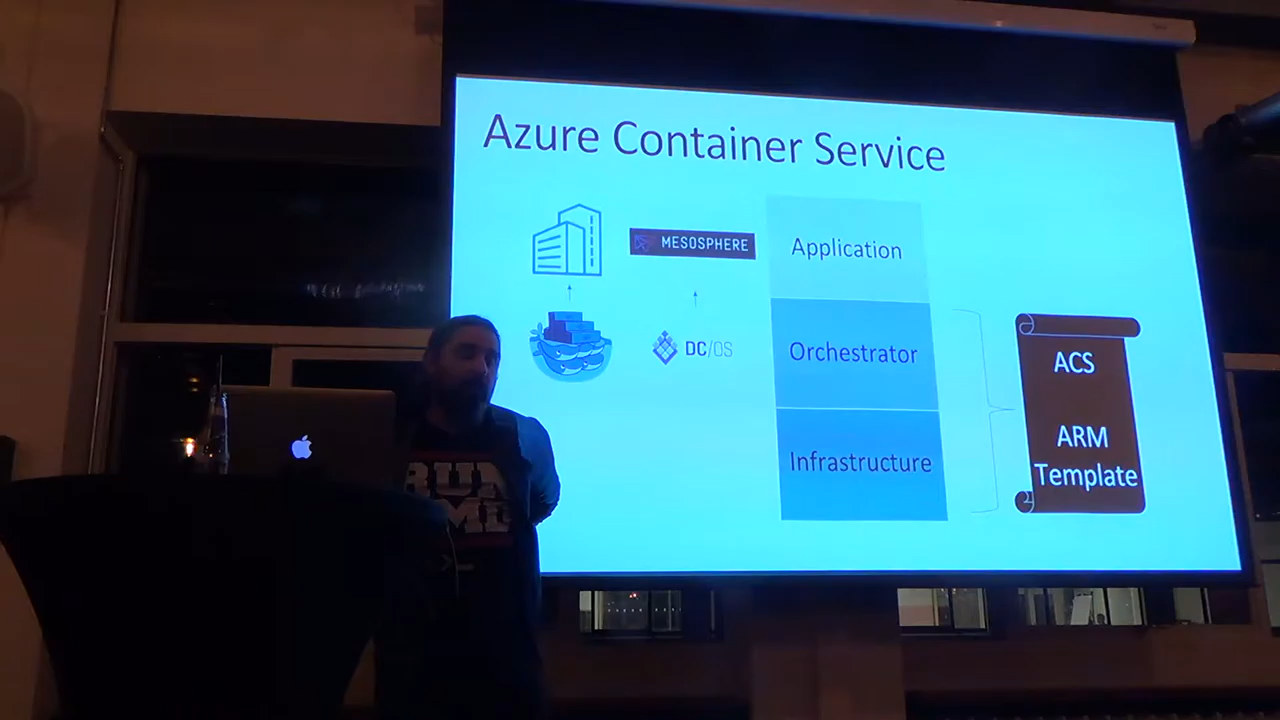 Azure Container Service
MESOSPHERE
Application
DC/OS
Orchestrator
Infrastructure
ACS
ARM
Template